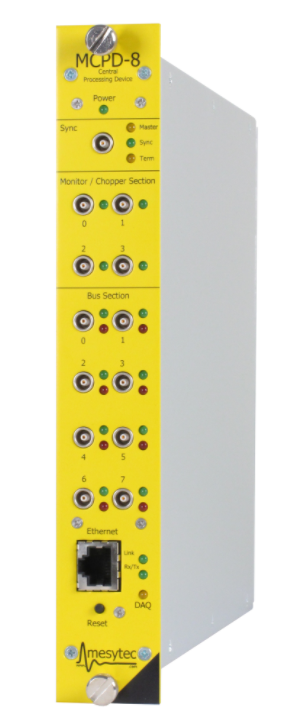 MCPD-8
Central
Processing Device
Power
Sync
Master
Sync
Term
Monitor / Chopper Section
0 1
2 3
Bus Section
0 1
2 3
4 5
6 7
Ethernet
Link
Rx/Tx
DAQ
Reset
mesytec